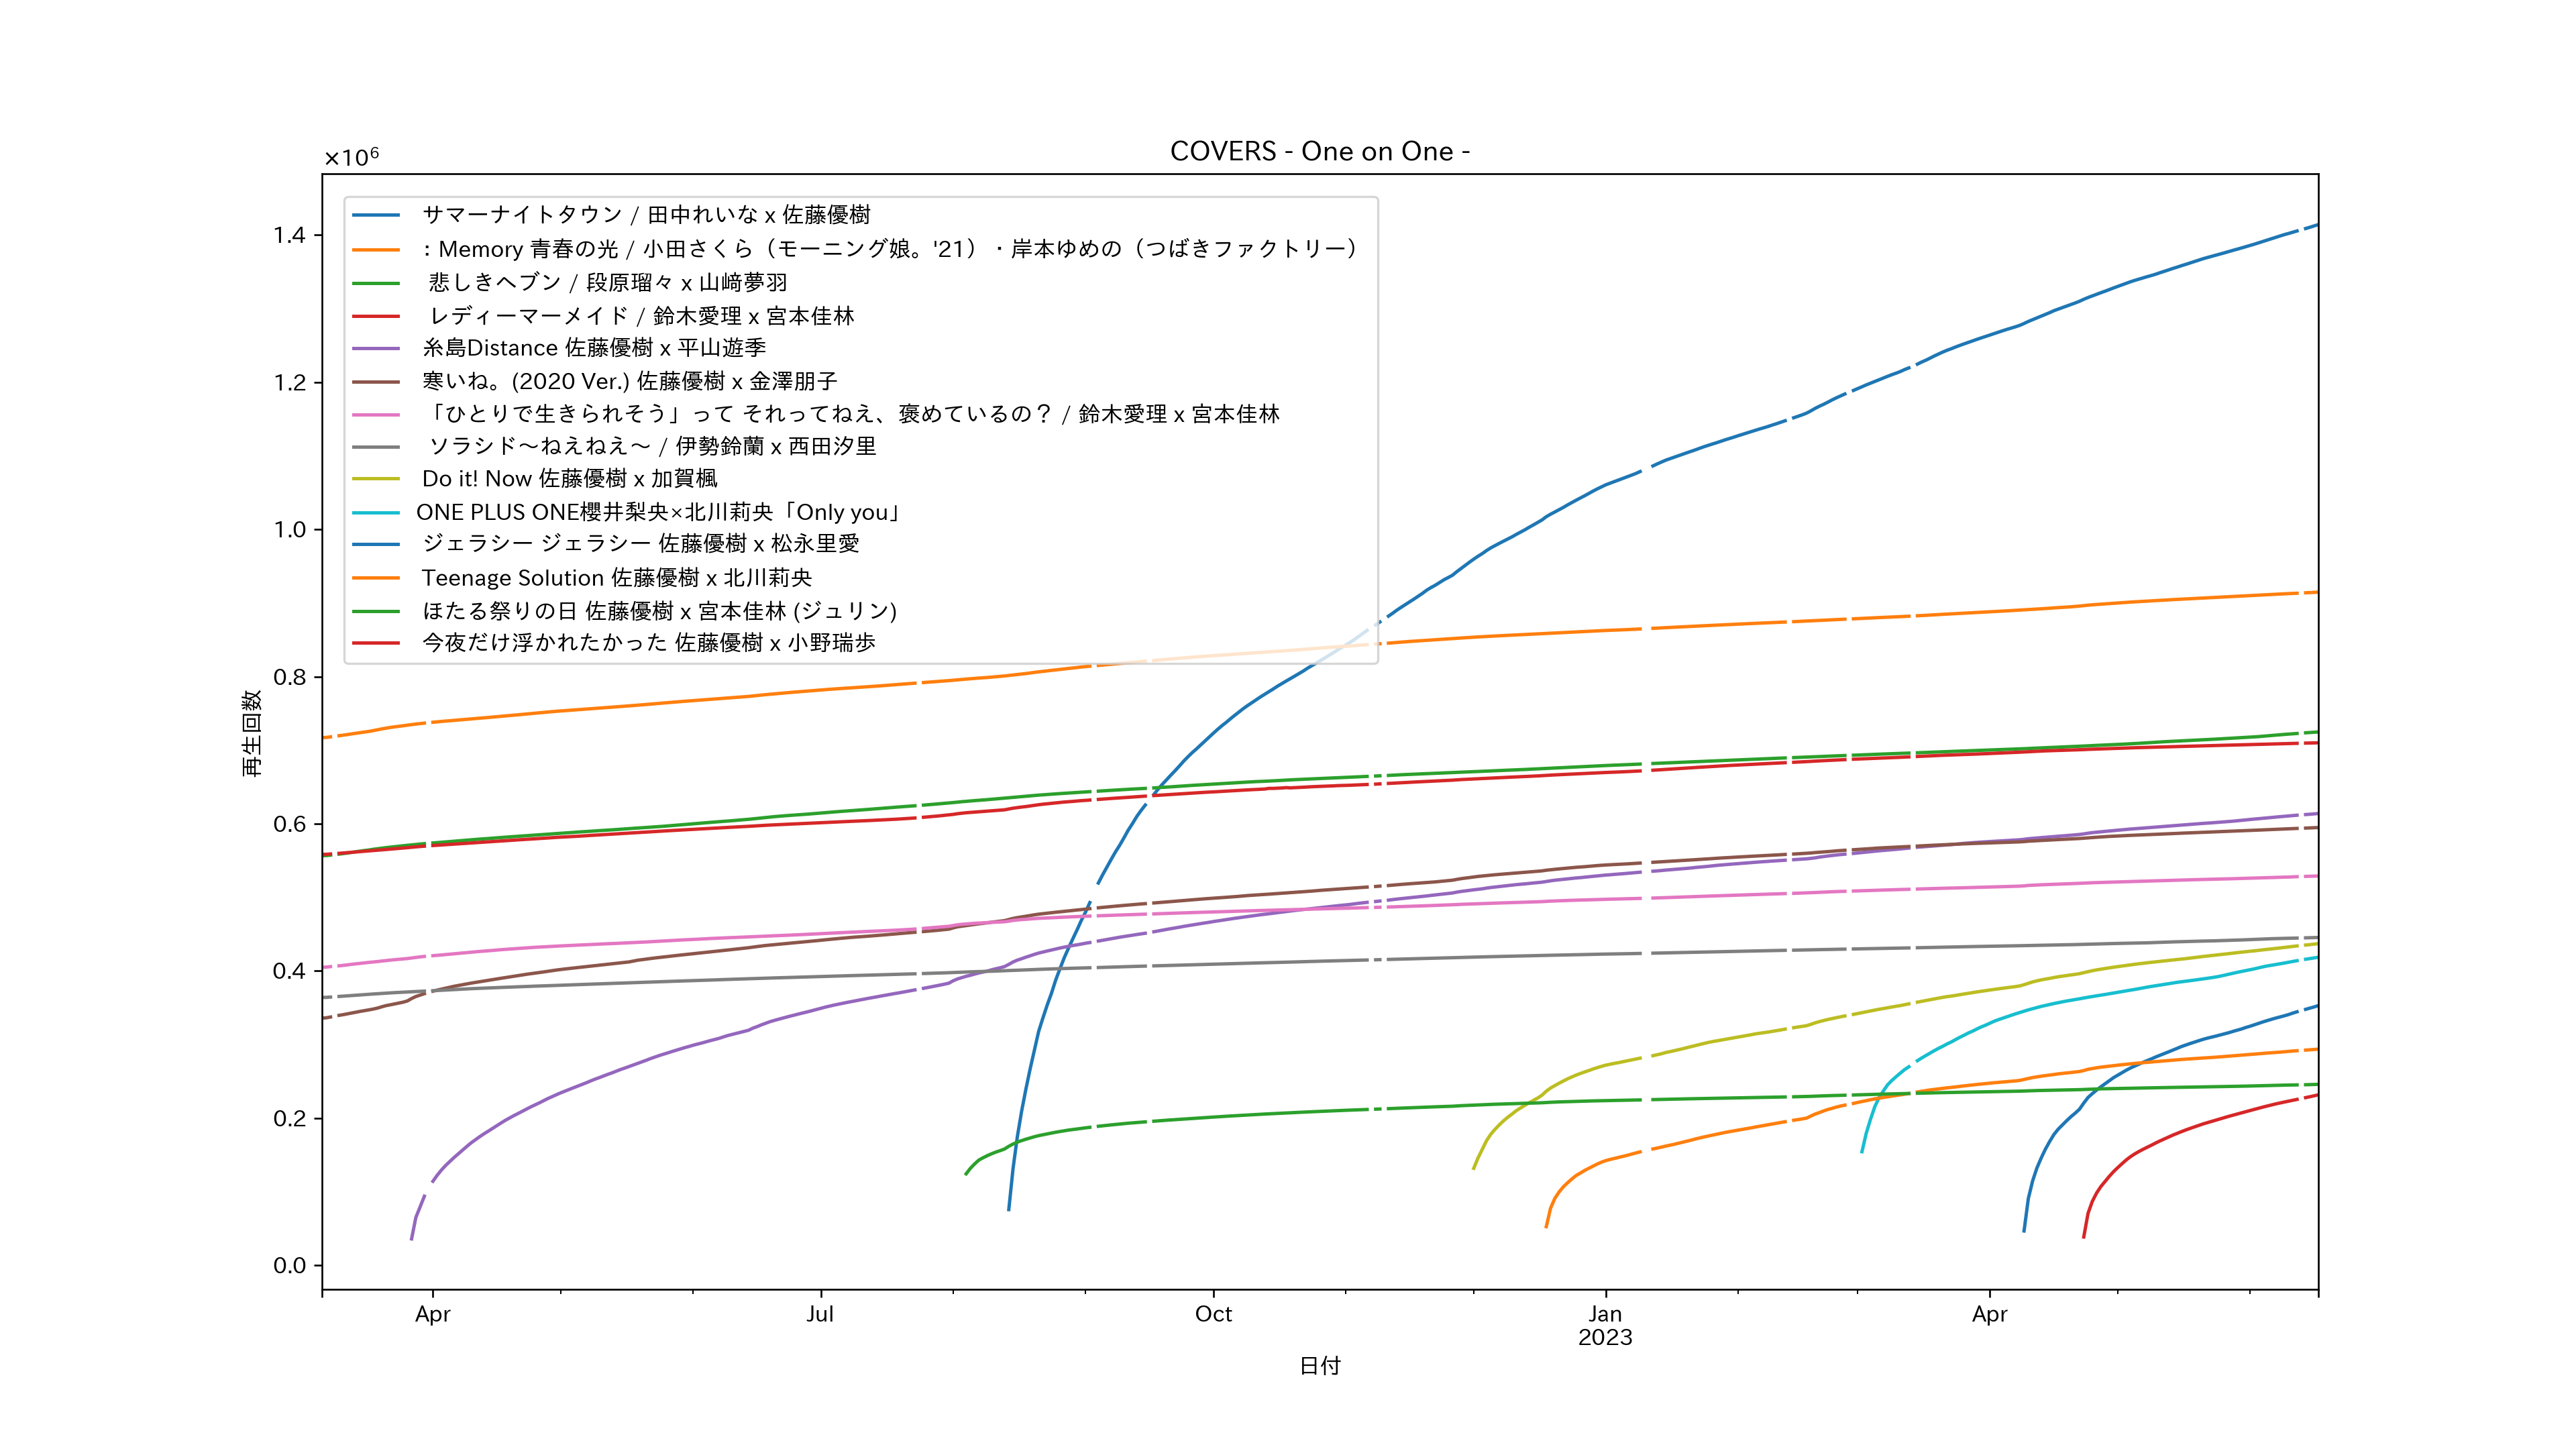 COVERS - One on One -
×10⁶
1.4
1.2
1.0
0.8
0.6
0.4
0.2
0.0
再生回数
サマーナイトタウン / 田中れいな x 佐藤優樹
: Memory 青春の光 / 小田さくら（モーニング娘。'21）・岸本ゆめの（つばきファクトリー）
悲しきヘブン / 段原瑠々 x 山﨑夢羽
レディーマーメイド / 鈴木愛理 x 宮本佳林
糸島Distance 佐藤優樹 x 平山遊季
寒いね。(2020 Ver.) 佐藤優樹 x 金澤朋子
「ひとりで生きられそう」って それってねえ、褒めているの？ / 鈴木愛理 x 宮本佳林
ソラシド～ねえねえ～ / 伊勢鈴蘭 x 西田汐里
Do it! Now 佐藤優樹 x 加賀楓
ONE PLUS ONE櫻井梨央×北川莉央「Only you」
ジェラシー ジェラシー 佐藤優樹 x 松永里愛
Teenage Solution 佐藤優樹 x 北川莉央
ほたる祭りの日 佐藤優樹 x 宮本佳林 (ジュリン)
今夜だけ浮かれたかった 佐藤優樹 x 小野瑞歩
Apr
Jul
Oct
Jan
2023
Apr
日付